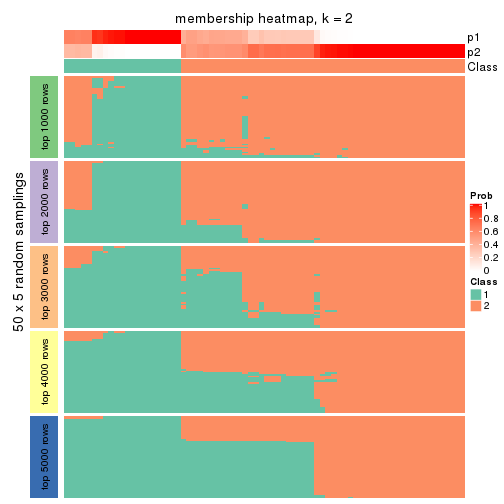 membership heatmap, k = 2
p1
p2
Class
50 x 5 random samplings
top 1000 rows
top 2000 rows
top 3000 rows
top 4000 rows
top 5000 rows
Prob
1
0.8
0.6
0.4
0.2
0
Class
1
2